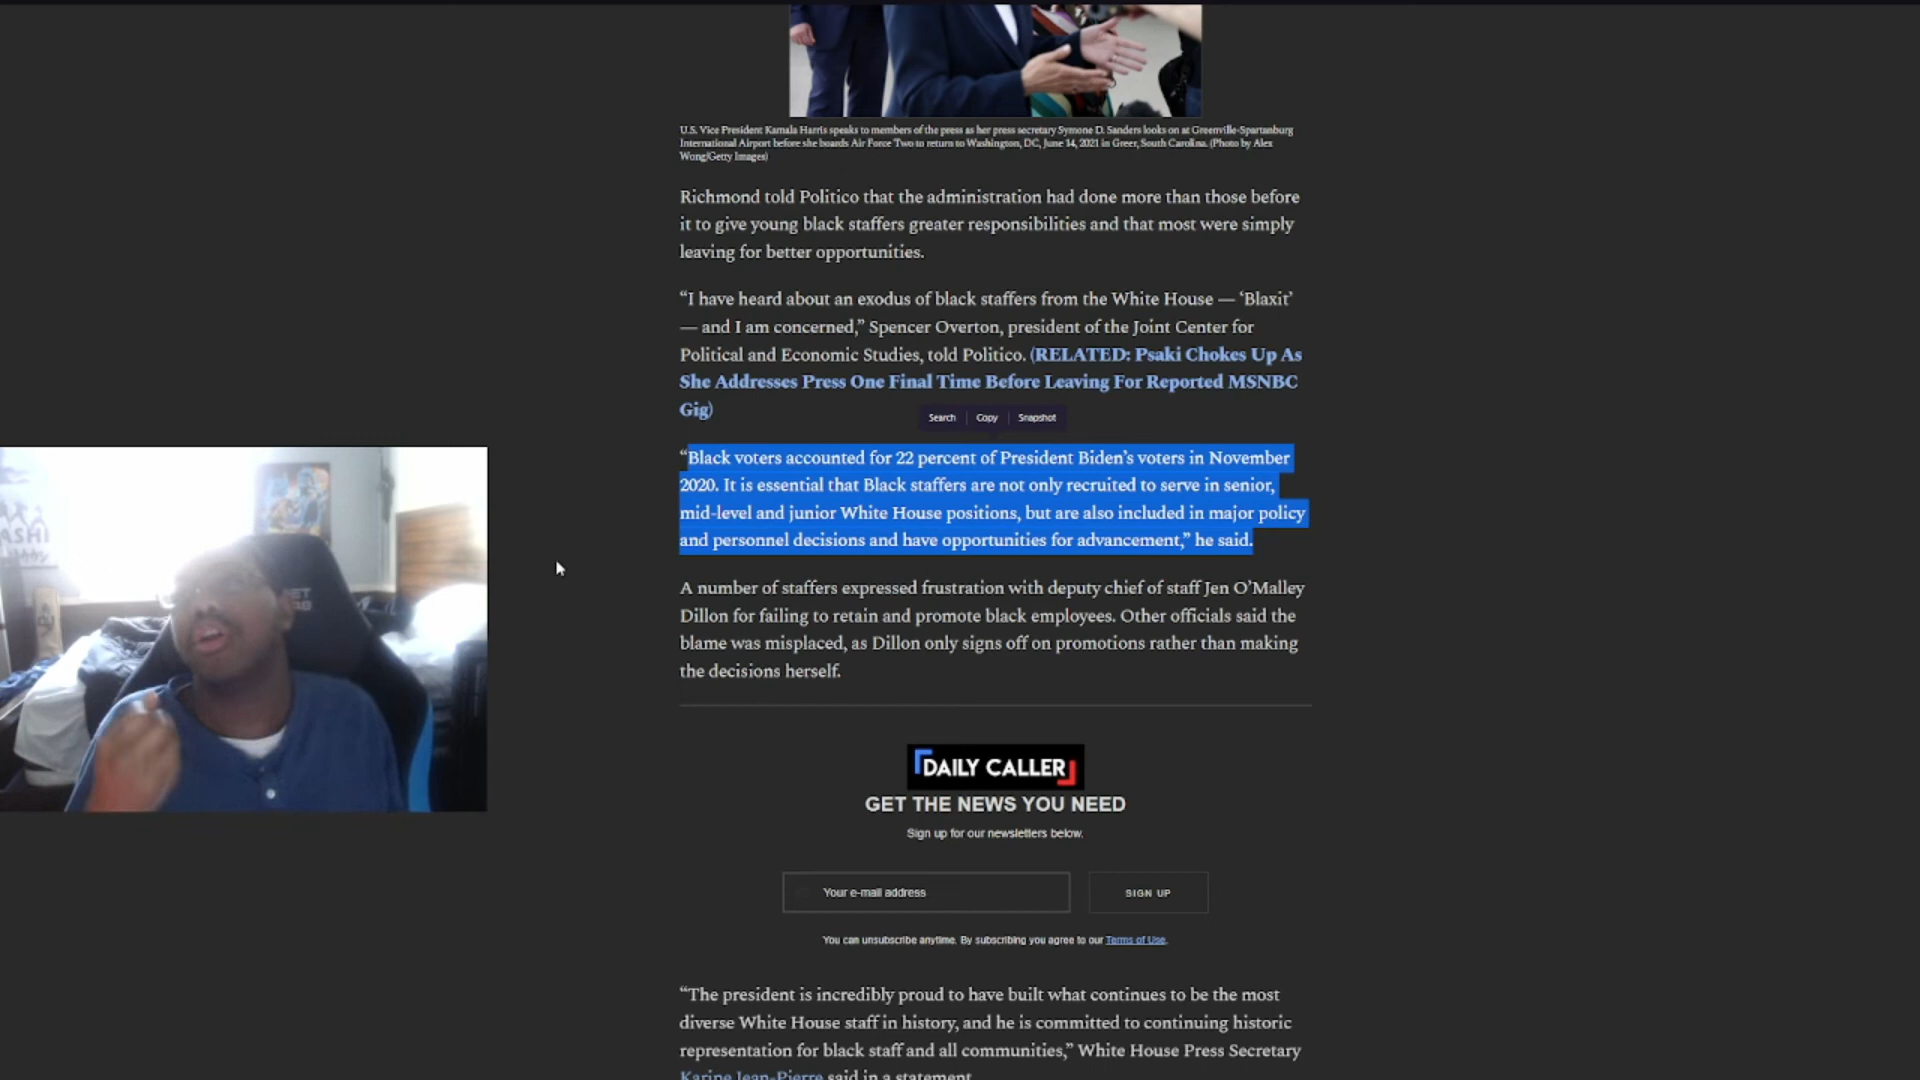 U.S. Vice President Kamala Harris speaks to members of the press as her press secretary Symone D. Sanders looks on at Greenville-Spartanburg
International Airport before she boards Air Force Two to return to Washington, DC, June 14, 2021 in Greer, South Carolina. (Photo by Alex
Wong/Getty Images)
Richmond told Politico that the administration had done more than those before
it to give young black staffers greater responsibilities and that most were simply
leaving for better opportunities.
“I have heard about an exodus of black staffers from the White House — ‘Blaxit’
— and I am concerned,” Spencer Overton, president of the Joint Center for
Political and Economic Studies, told Politico. (RELATED: Psaki Chokes Up As
She Addresses Press One Final Time Before Leaving For Reported MSNBC
Gig)
Search Copy Snapshot
“Black voters accounted for 22 percent of President Biden’s voters in November
2020. It is essential that Black staffers are not only recruited to serve in senior,
mid-level and junior White House positions, but are also included in major policy
and personnel decisions and have opportunities for advancement,” he said.
A number of staffers expressed frustration with deputy chief of staff Jen O’Malley
Dillon for failing to retain and promote black employees. Other officials said the
blame was misplaced, as Dillon only signs off on promotions rather than making
the decisions herself.
DAILY CALLER
GET THE NEWS YOU NEED
Sign up for our newsletters below.
Your e-mail address
SIGN UP
You can unsubscribe anytime. By subscribing you agree to our Terms of Use.
“The president is incredibly proud to have built what continues to be the most
diverse White House staff in history, and he is committed to continuing historic
representation for black staff and all communities,” White House Press Secretary
Karine Jean-Pierre said in a statement.